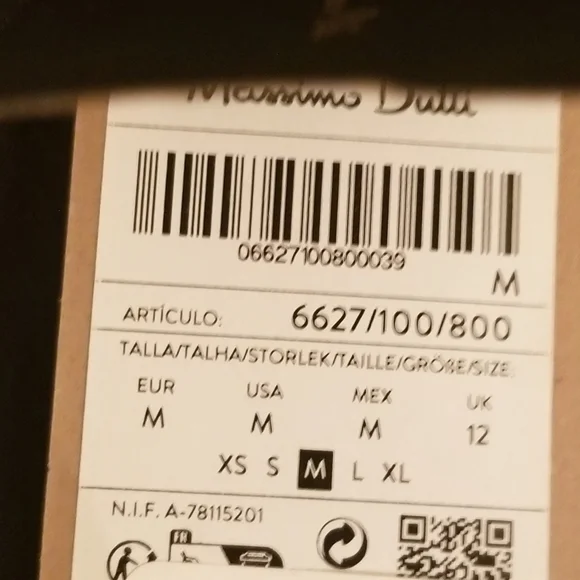 Massimo Dutti
06627100800039
M
ARTÍCULO: 6627/100/800
TALLA/TALHA/STORLEK/TAILLE/GRÖßE/SIZE:
EUR USA MEX UK
M M M 12
XS S M L XL
N.I.F. A-78115201
FR